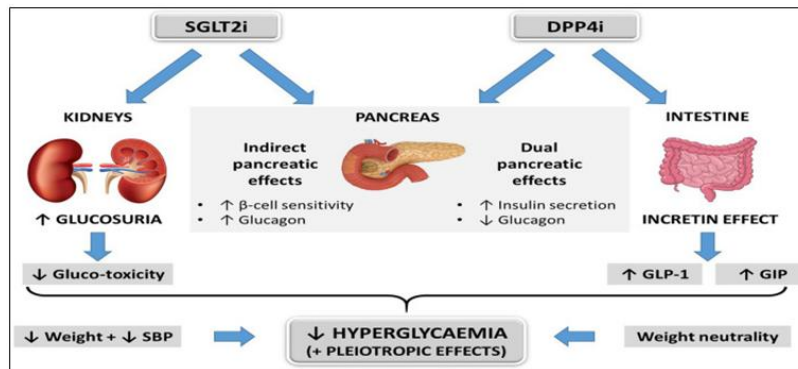 SGLT2i
DPP4i
KIDNEYS
PANCREAS
INTESTINE
Indirect
pancreatic
effects
• ↑ β-cell sensitivity
• ↑ Glucagon
Dual
pancreatic
effects
• ↑ Insulin secretion
• ↓ Glucagon
↑ GLUCOSURIA
INCRETIN EFFECT
↓ Gluco-toxicity
↑ GLP-1
↑ GIP
↓ Weight + ↓ SBP
↓ HYPERGLYCAEMIA
(+ PLEIOTROPIC EFFECTS)
Weight neutrality